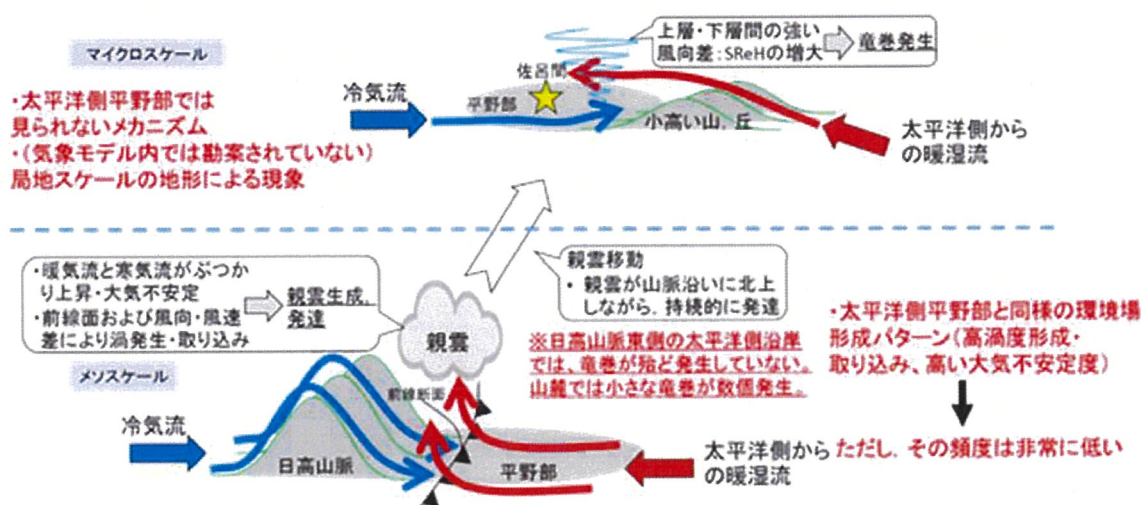 マイクロスケール
・太平洋側平野部では
見られないメカニズム
・(気象モデル内では勘案されていない)
局地スケールの地形による現象
上層・下層間の強い
風向差:SReHの増大
竜巻発生
佐呂間
平野部
冷気流
小高い山, 丘
太平洋側から
の暖湿流
・暖気流と寒気流がぶつか
り上昇・大気不安定
・前線面および風向・風速
差により渦発生・取り込み
親雲生成,
発達
親雲移動
・ 親雲が山脈沿いに北上
しながら, 持続的に発達
親雲
※日高山脈東側の太平洋側沿岸
では、竜巻が殆ど発生していない。
山麓では小さな竜巻が数個発生。
・太平洋側平野部と同様の環境場
形成パターン(高渦度形成・
取り込み、高い大気不安定度)
ただし, その頻度は非常に低い
メソスケール
前線断面
冷気流
日高山脈
平野部
太平洋側から
の暖湿流